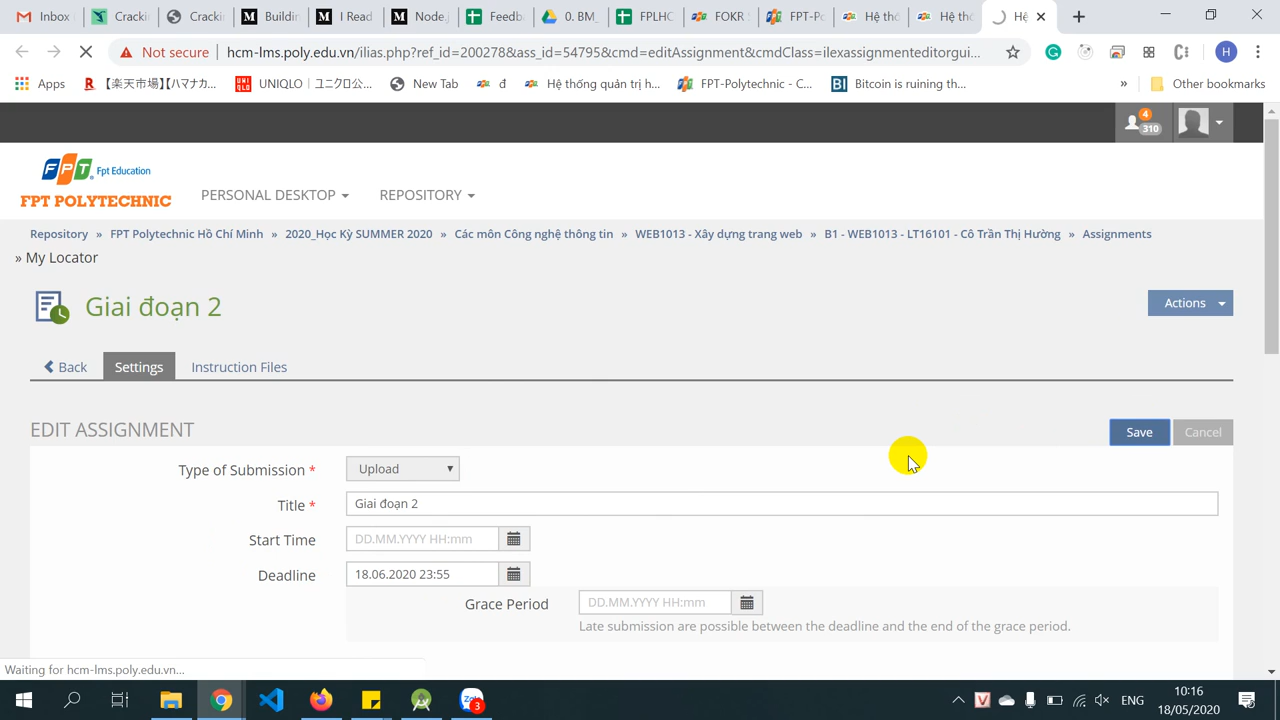 Inbox
Crackin
Crackin
Buildin
I Read
Node.
Feedb
0. BM_
FPLHC
FOKR
FPT-Po
Hệ thố
Hệ thố
Hệ
Not secure
hcm-lms.poly.edu.vn/ilias.php?ref_id=200278&ass_id=54795&cmd=editAssignment&cmdClass=ilexassignmenteditorgui...
H
Apps
【楽天市場】【ハマナカ...
UNIQLO｜ユニクロ公...
New Tab
đ
Hệ thống quản trị h...
FPT-Polytechnic - C...
BI
Bitcoin is ruining th...
»
Other bookmarks
4
310
FPT. Fpt Education
FPT POLYTECHNIC
PERSONAL DESKTOP
REPOSITORY
Repository » FPT Polytechnic Hồ Chí Minh » 2020_Học Kỳ SUMMER 2020 » Các môn Công nghệ thông tin » WEB1013 - Xây dựng trang web » B1 - WEB1013 - LT16101 - Cô Trần Thị Hường » Assignments
» My Locator
Giai đoạn 2
Actions
Back
Settings
Instruction Files
EDIT ASSIGNMENT
Save
Cancel
Type of Submission *
Upload
Title *
Giai đoạn 2
Start Time
DD.MM.YYYY HH:mm
Deadline
18.06.2020 23:55
Grace Period
DD.MM.YYYY HH:mm
Late submission are possible between the deadline and the end of the grace period.
Waiting for hcm-lms.poly.edu.vn...
Zalo
3
V
ENG
10:16
18/05/2020